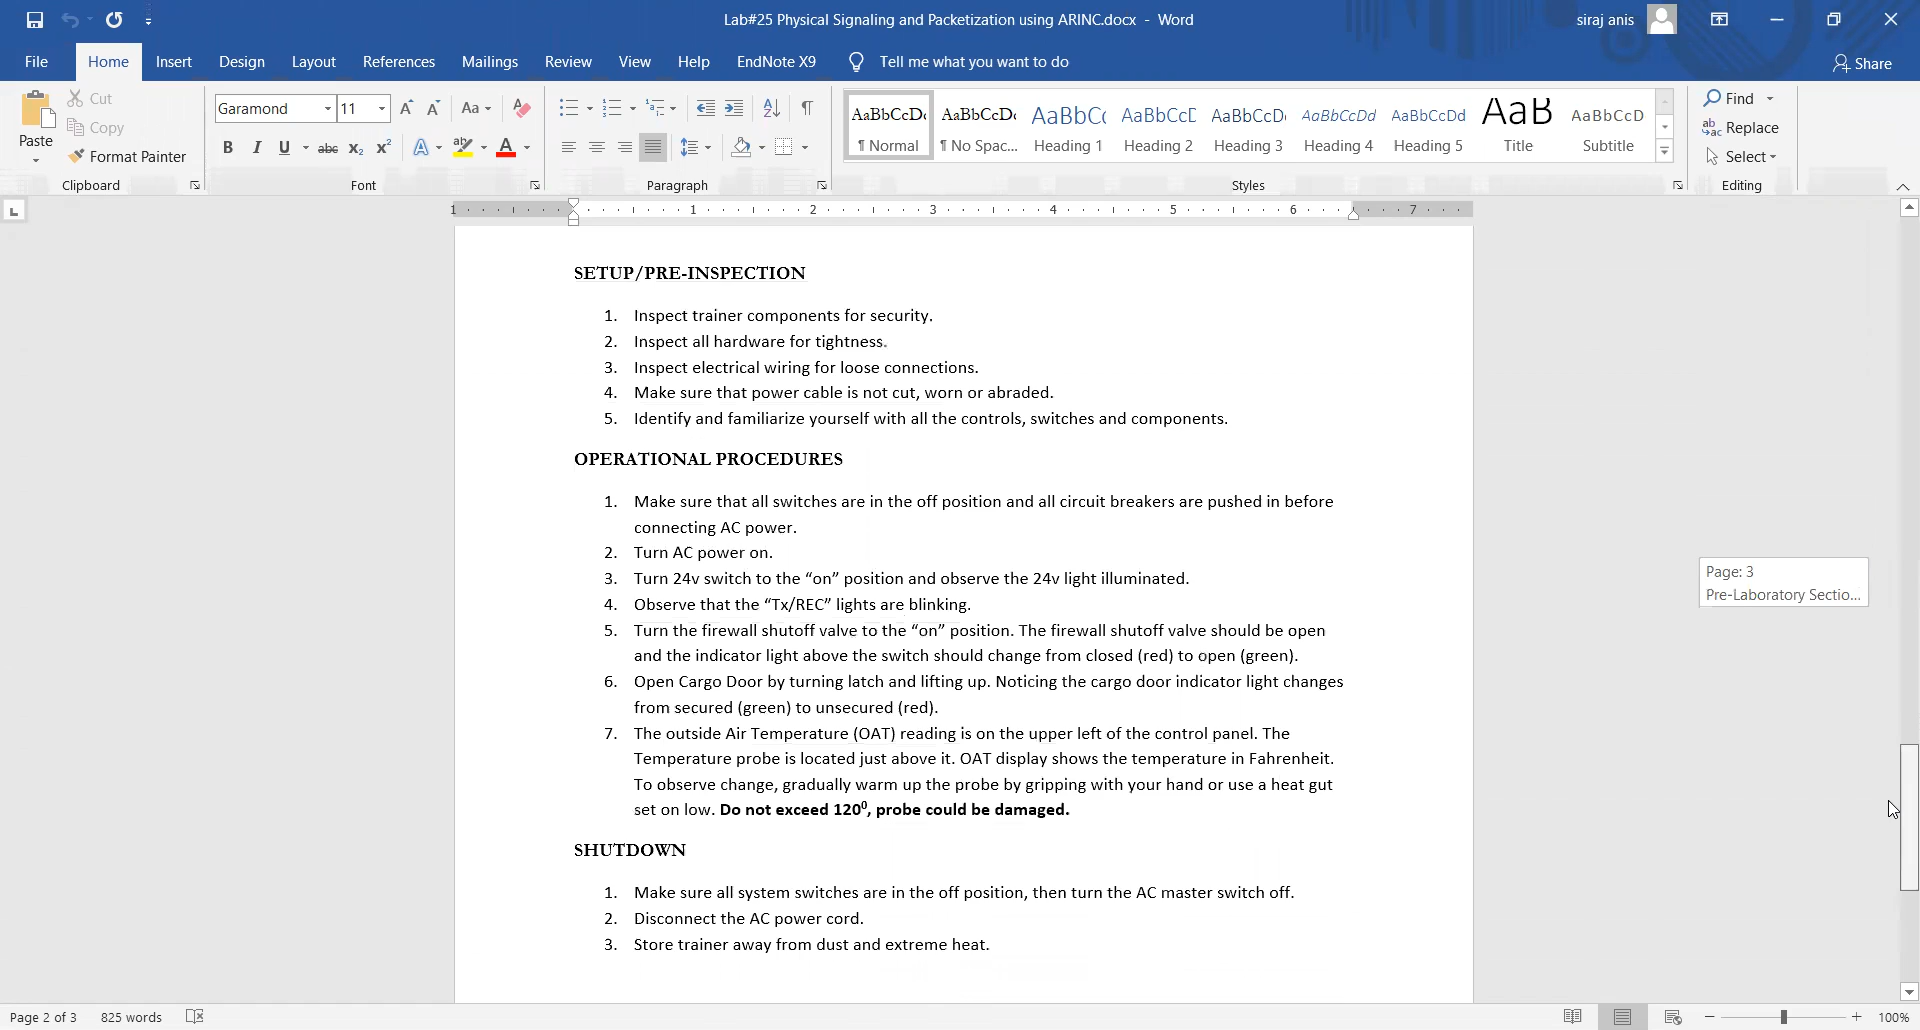 Lab#25 Physical Signaling and Packetization using ARINC.docx - Word
siraj anis
File Home Insert Design Layout References Mailings Review View Help EndNote X9 Tell me what you want to do Share
Cut
Copy
Paste
Format Painter
Clipboard
Garamond 11
Font
Paragraph
AaBbCcDc AaBbCcDc AaBbCc AaBbCcE AaBbCcD AaBbCcDd AaBbCcDd AaB AaBbCcD
¶ Normal ¶ No Spac... Heading 1 Heading 2 Heading 3 Heading 4 Heading 5 Title Subtitle
Styles
Find
Replace
Select
Editing
1 1 2 3 4 5 6 7
SETUP/PRE-INSPECTION
1. Inspect trainer components for security.
2. Inspect all hardware for tightness.
3. Inspect electrical wiring for loose connections.
4. Make sure that power cable is not cut, worn or abraded.
5. Identify and familiarize yourself with all the controls, switches and components.
OPERATIONAL PROCEDURES
1. Make sure that all switches are in the off position and all circuit breakers are pushed in before
connecting AC power.
2. Turn AC power on.
3. Turn 24v switch to the “on” position and observe the 24v light illuminated.
4. Observe that the “Tx/REC” lights are blinking.
5. Turn the firewall shutoff valve to the “on” position. The firewall shutoff valve should be open
and the indicator light above the switch should change from closed (red) to open (green).
6. Open Cargo Door by turning latch and lifting up. Noticing the cargo door indicator light changes
from secured (green) to unsecured (red).
7. The outside Air Temperature (OAT) reading is on the upper left of the control panel. The
Temperature probe is located just above it. OAT display shows the temperature in Fahrenheit.
To observe change, gradually warm up the probe by gripping with your hand or use a heat gut
set on low. Do not exceed 120⁰, probe could be damaged.
SHUTDOWN
1. Make sure all system switches are in the off position, then turn the AC master switch off.
2. Disconnect the AC power cord.
3. Store trainer away from dust and extreme heat.
Page: 3
Pre-Laboratory Sectio...
Page 2 of 3 825 words 100%